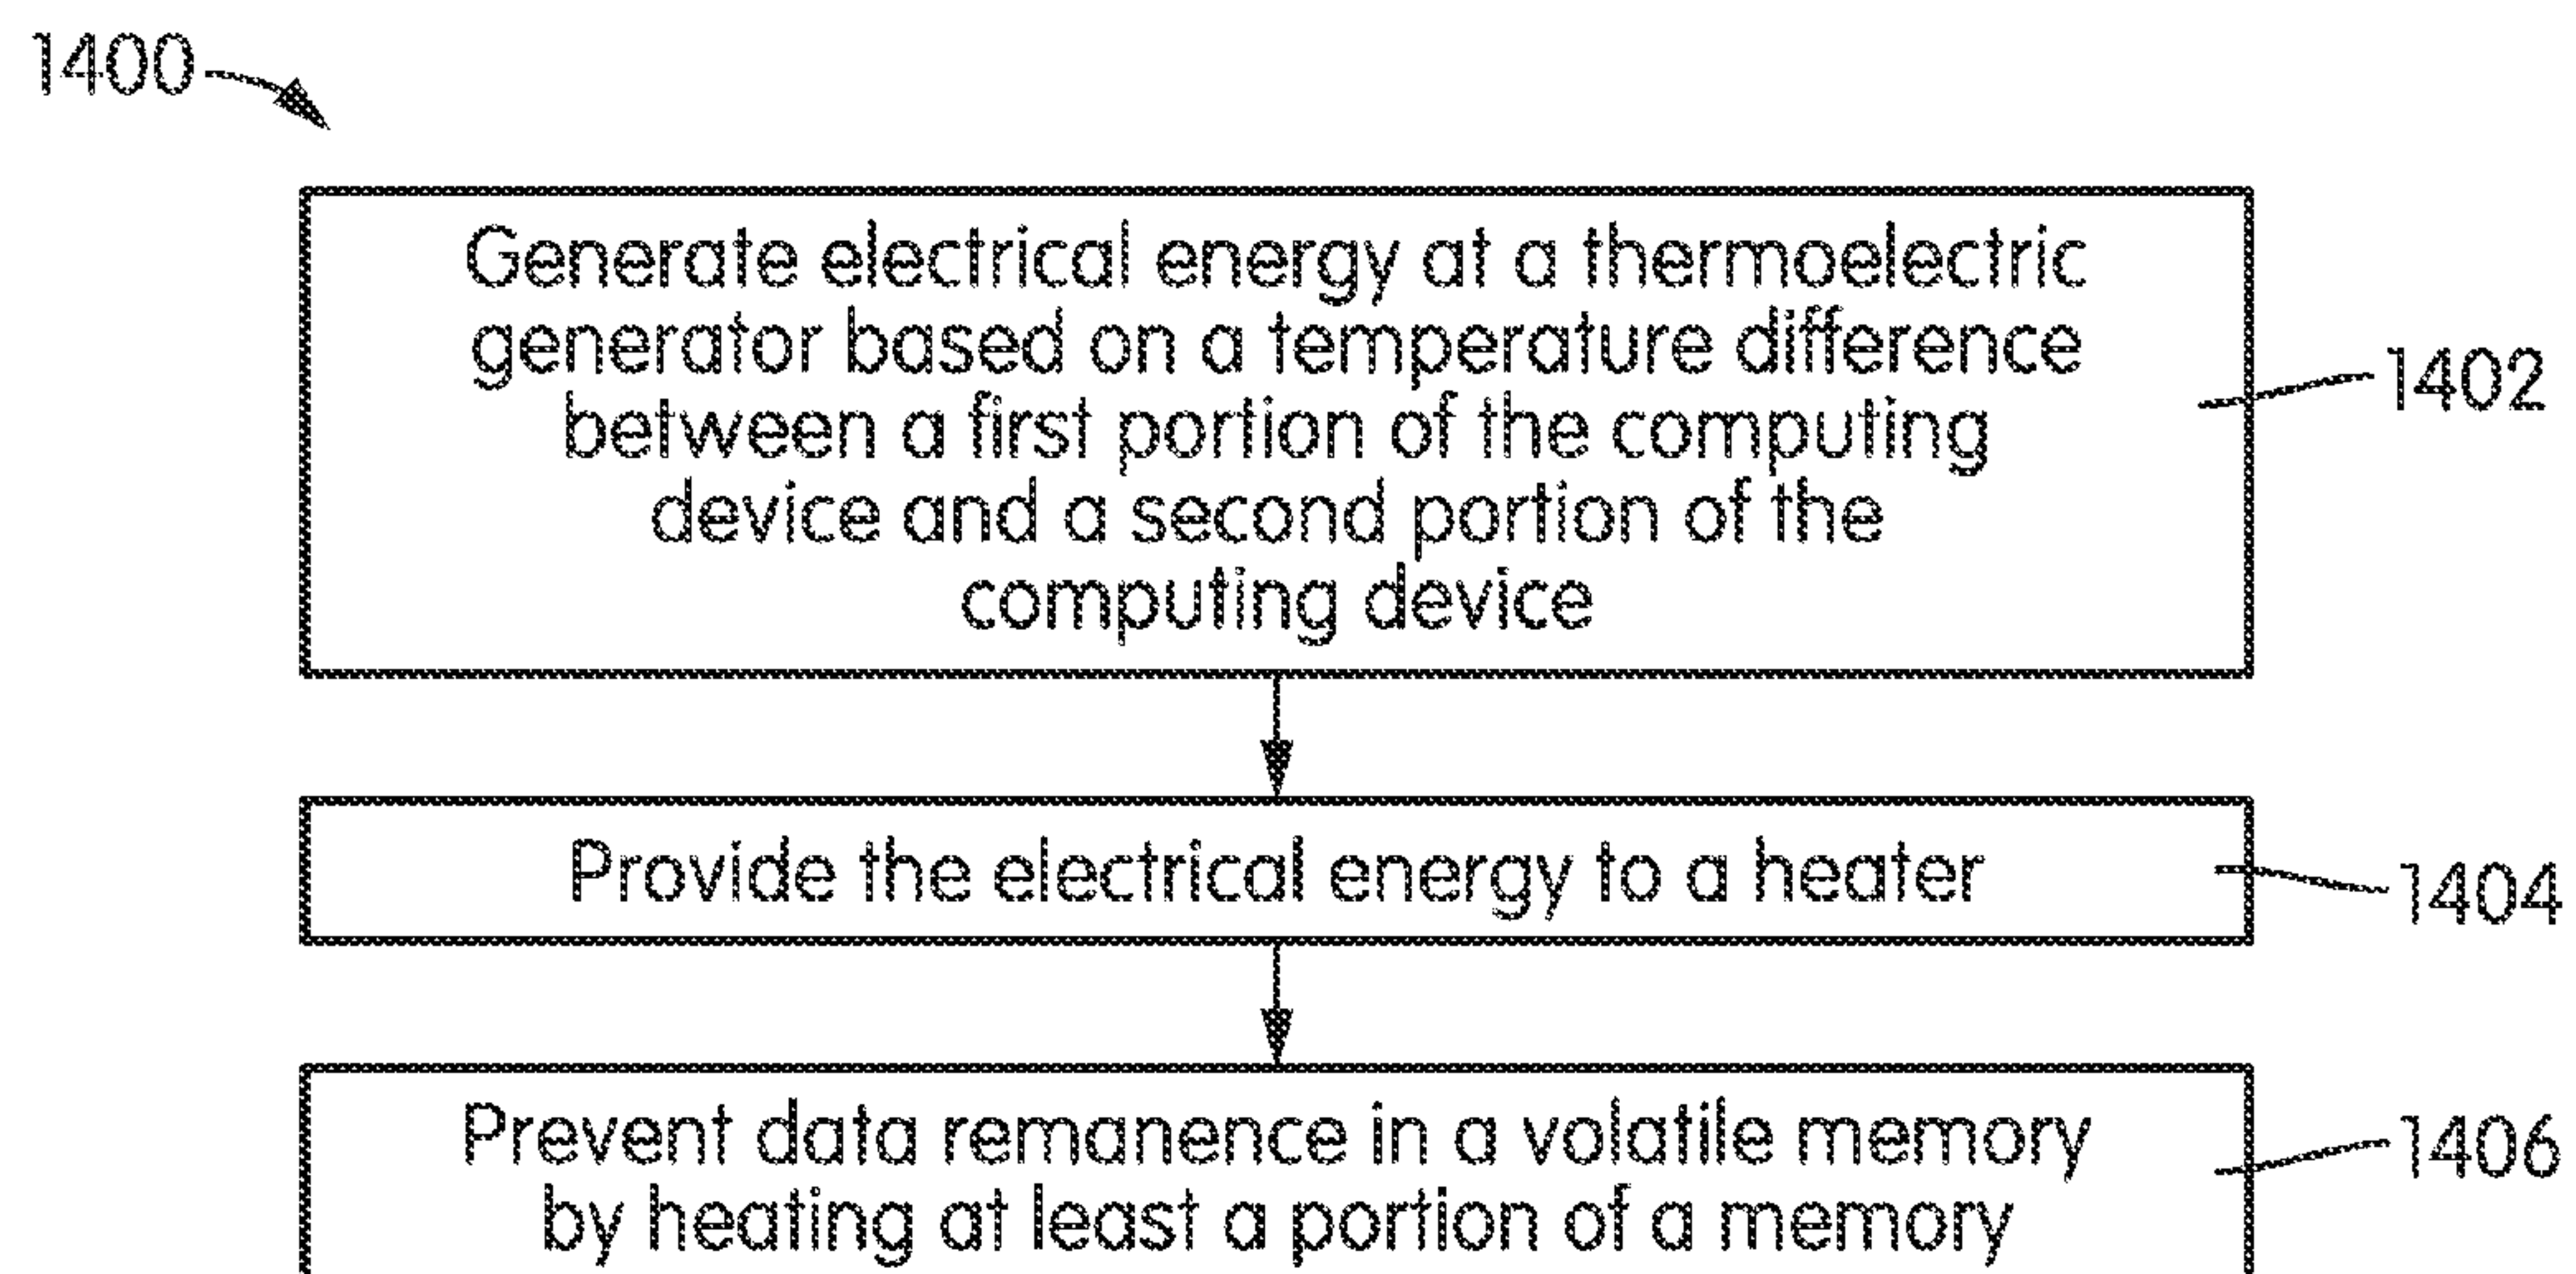 1400
Generate electrical energy at a thermoelectric
generator based on a temperature difference
between a first portion of the computing
device and a second portion of the
computing device
1402
Provide the electrical energy to a heater
1404
Prevent data remanence in a volatile memory
by heating at least a portion of a memory
1406